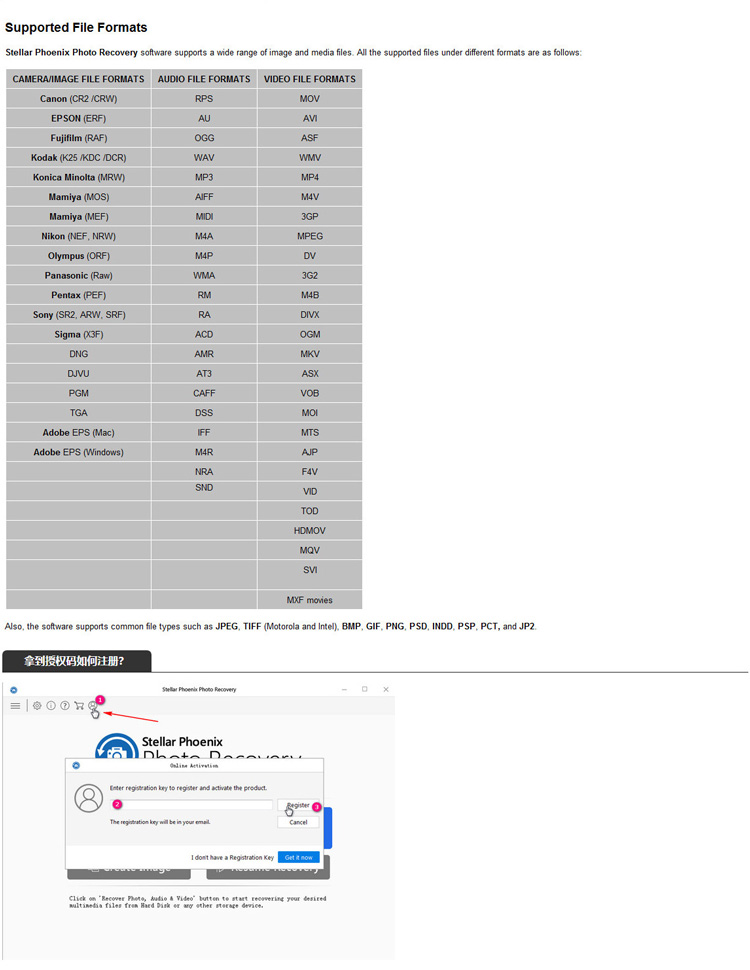 Supported File Formats
Stellar Phoenix Photo Recovery software supports a wide range of image and media files. All the supported files under different formats are as follows:
CAMERA/IMAGE FILE FORMATS AUDIO FILE FORMATS VIDEO FILE FORMATS
Canon (CR2 /CRW) RPS MOV
EPSON (ERF) AU AVI
Fujifilm (RAF) OGG ASF
Kodak (K25 /KDC /DCR) WAV WMV
Konica Minolta (MRW) MP3 MP4
Mamiya (MOS) AIFF M4V
Mamiya (MEF) MIDI 3GP
Nikon (NEF, NRW) M4A MPEG
Olympus (ORF) M4P DV
Panasonic (Raw) WMA 3G2
Pentax (PEF) RM M4B
Sony (SR2, ARW, SRF) RA DIVX
Sigma (X3F) ACD OGM
DNG AMR MKV
DJVU AT3 ASX
PGM CAFF VOB
TGA DSS MOI
Adobe EPS (Mac) IFF MTS
Adobe EPS (Windows) M4R AJP
NRA F4V
SND VID
TOD
HDMOV
MQV
SVI
MXF movies
Also, the software supports common file types such as JPEG, TIFF (Motorola and Intel), BMP, GIF, PNG, PSD, INDD, PSP, PCT, and JP2.
拿到授权码如何注册?
Stellar Phoenix Photo Recovery
1
Stellar Phoenix
Photo Recovery
Online Activation
Enter registration key to register and activate the product.
2 Register 3
The registration key will be in your email. Cancel
I don't have a Registration Key Get it now
Create Image Resume Recovery
Click on 'Recover Photo, Audio & Video' button to start recovering your desired
multimedia files from Hard Disk or any other storage device.